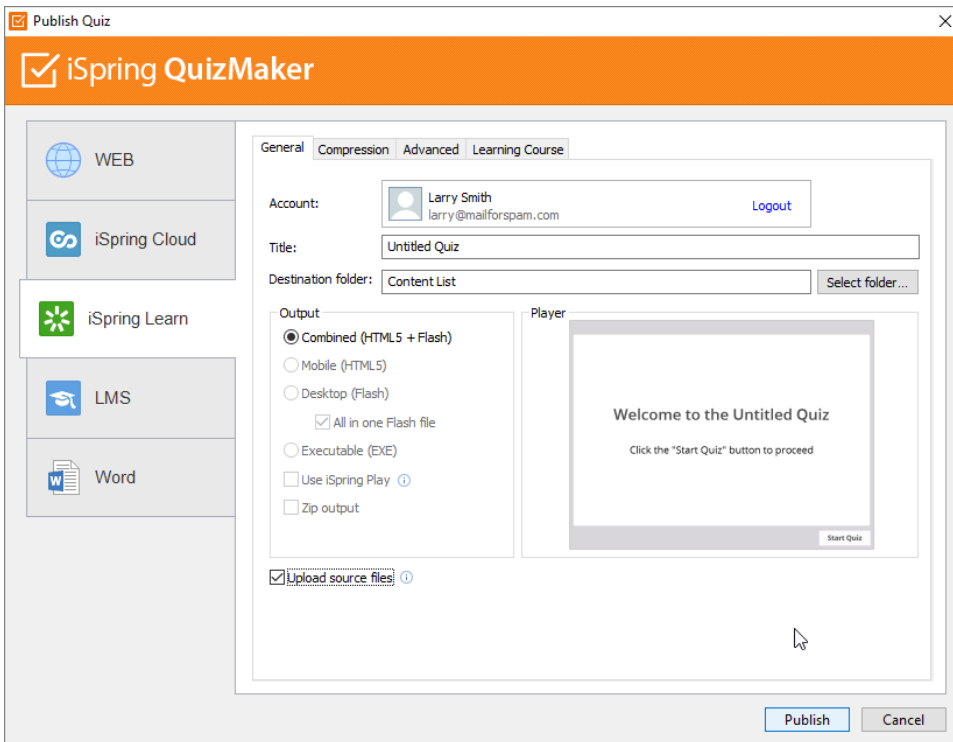 Publish Quiz
iSpring QuizMaker
WEB
iSpring Cloud
iSpring Learn
LMS
Word
General Compression Advanced Learning Course
Account:
Larry Smith
larry@mailforspam.com
Logout
Title:
Untitled Quiz
Destination folder:
Content List
Select folder...
Output
Combined (HTML5 + Flash)
Mobile (HTML5)
Desktop (Flash)
All in one Flash file
Executable (EXE)
Use iSpring Play
Zip output
Player
Welcome to the Untitled Quiz
Click the "Start Quiz" button to proceed
Start Quiz
Upload source files
Publish
Cancel